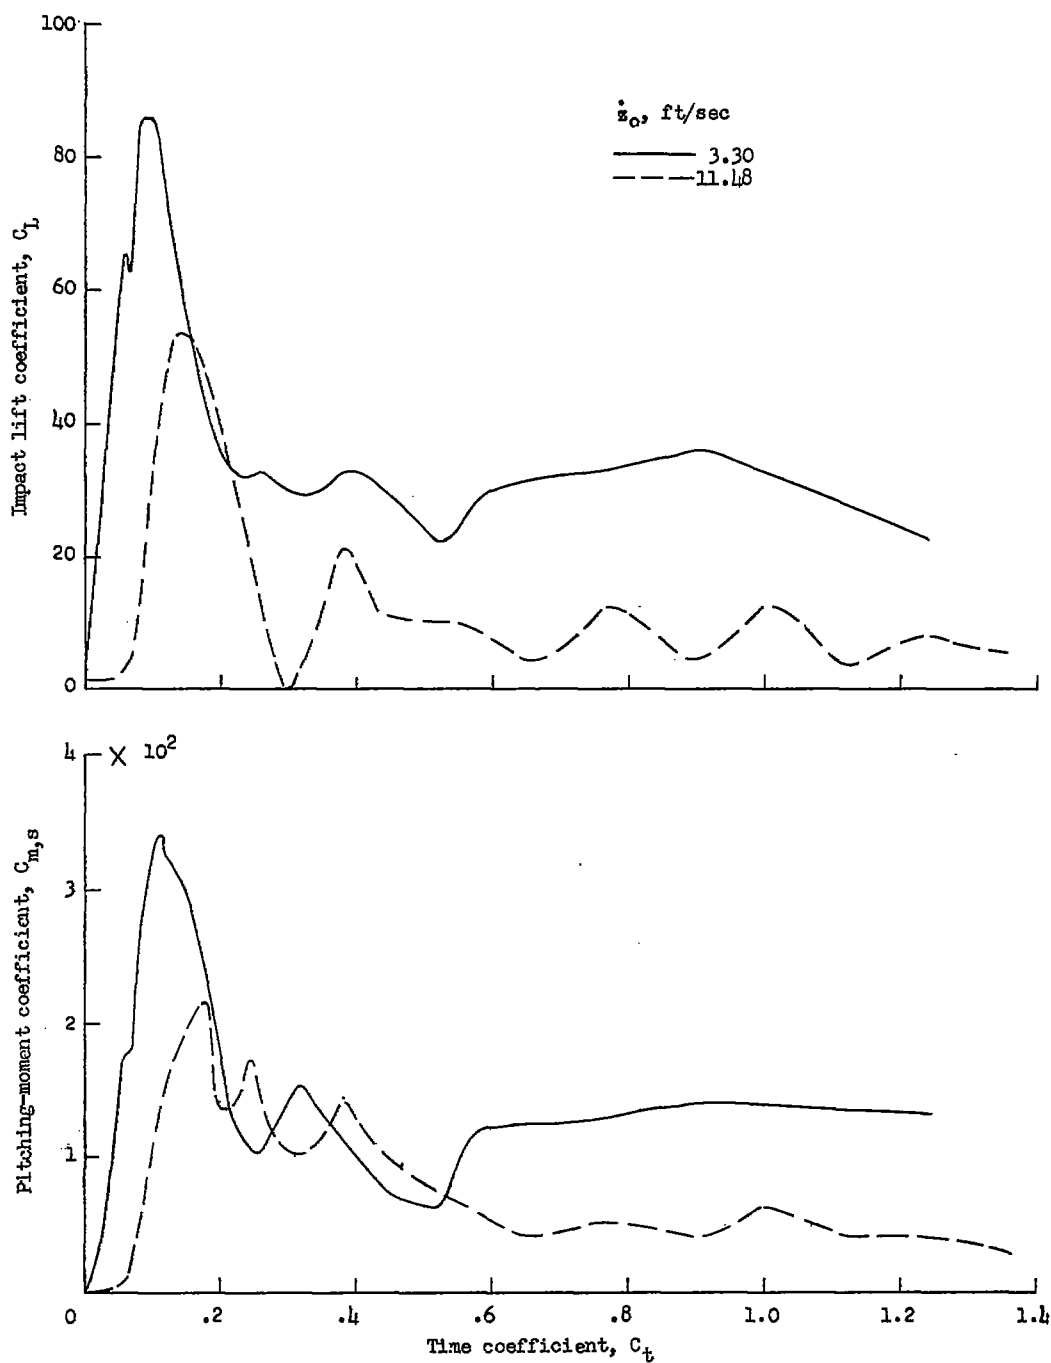 100
80
60
40
20
0
Impact lift coefficient, C_L
ż₀, ft/sec
3.30
11.48
4 × 10²
3
2
1
Pitching-moment coefficient, C_m,s
0 .2 .4 .6 .8 1.0 1.2 1.4
Time coefficient, C_t